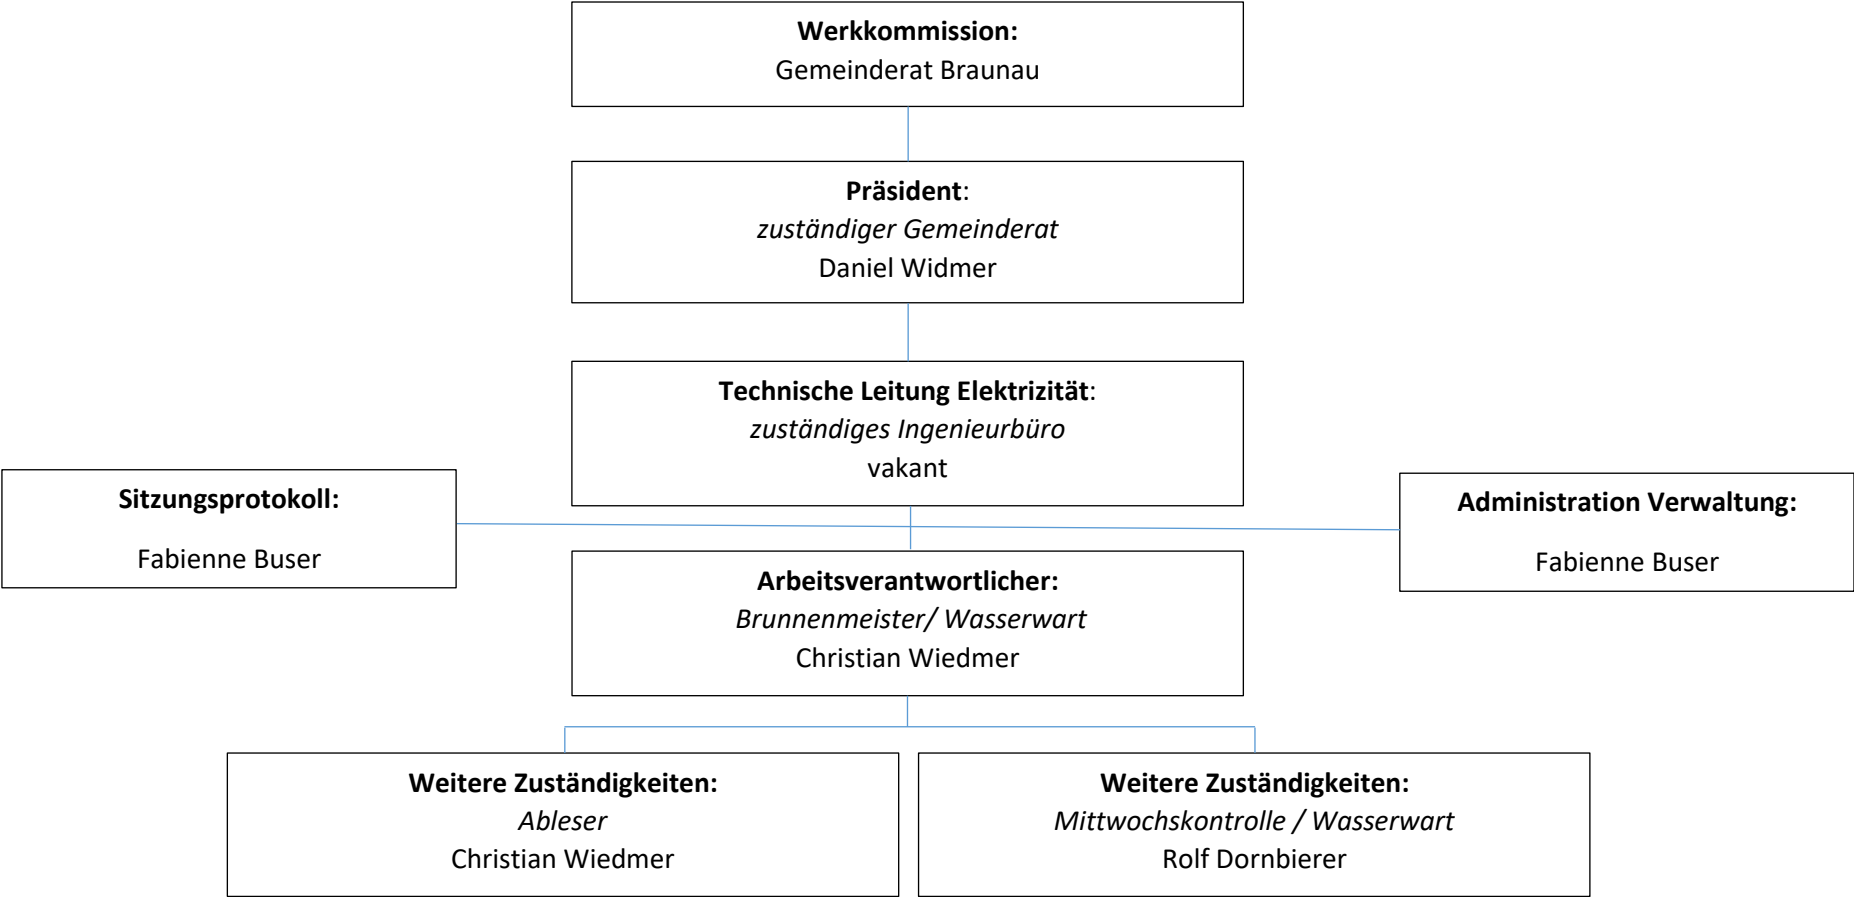 Werkkommission:
Gemeinderat Braunau
Präsident:
zuständiger Gemeinderat
Daniel Widmer
Technische Leitung Elektrizität:
zuständiges Ingenieurbüro
vakant
Sitzungsprotokoll:
Fabienne Buser
Administration Verwaltung:
Fabienne Buser
Arbeitsverantwortlicher:
Brunnenmeister/ Wasserwart
Christian Wiedmer
Weitere Zuständigkeiten:
Ableser
Christian Wiedmer
Weitere Zuständigkeiten:
Mittwochskontrolle / Wasserwart
Rolf Dornbierer